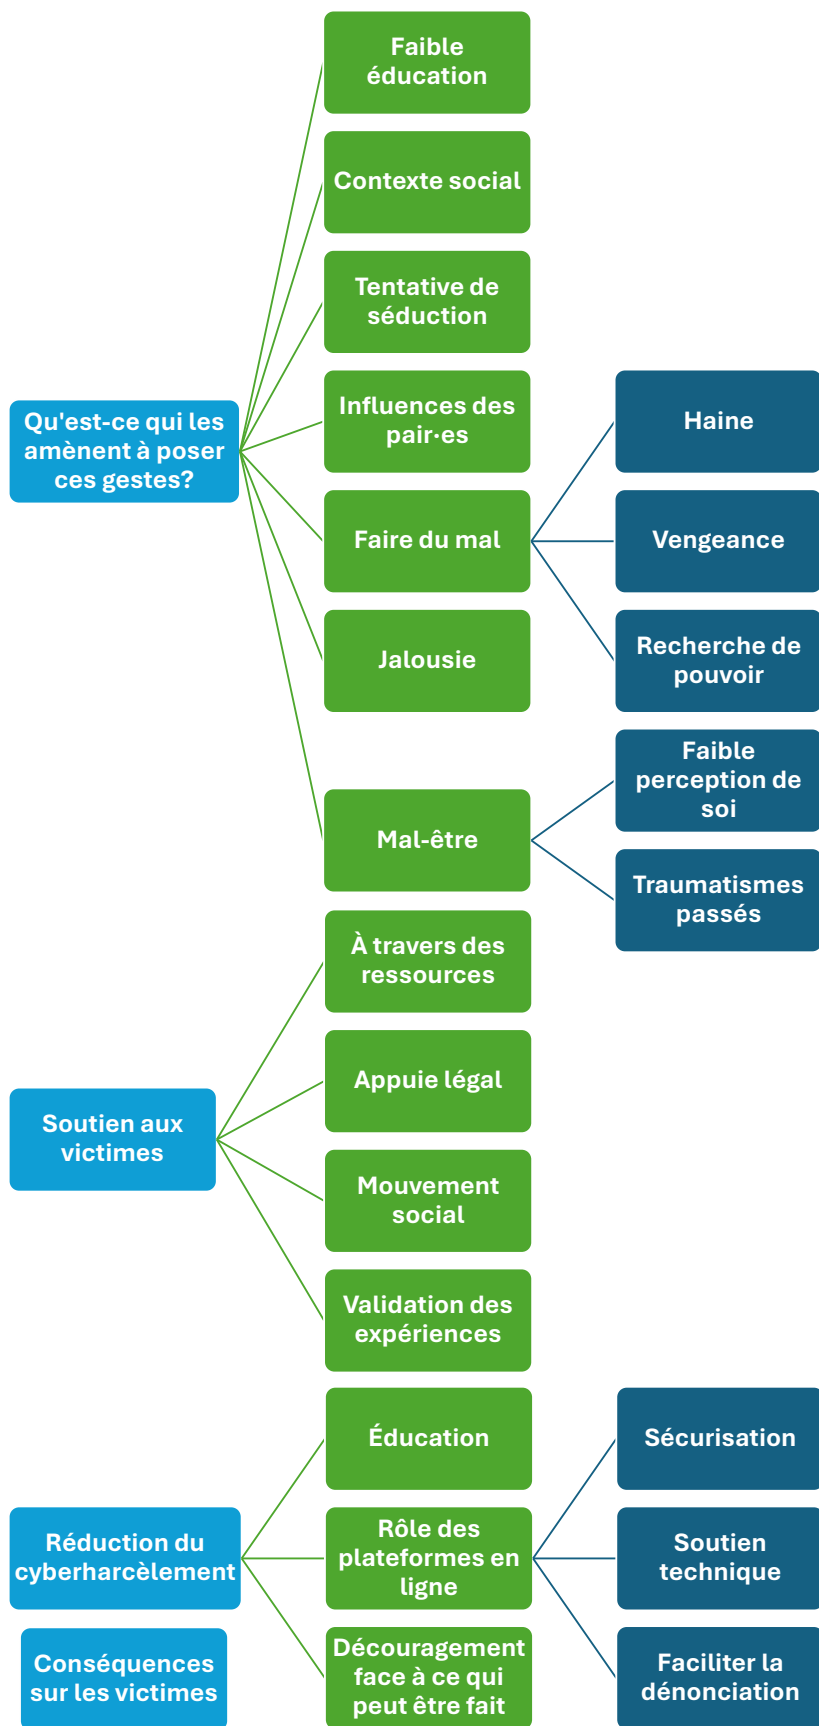 Qu'est-ce qui les
amènent à poser
ces gestes?
Faible
éducation
Contexte social
Tentative de
séduction
Influences des
pair·es
Faire du mal
Haine
Vengeance
Recherche de
pouvoir
Jalousie
Mal-être
Faible
perception de
soi
Traumatismes
passés
Soutien aux
victimes
À travers des
ressources
Appuie légal
Mouvement
social
Validation des
expériences
Réduction du
cyberharcèlement
Éducation
Rôle des
plateformes en
ligne
Sécurisation
Soutien
technique
Faciliter la
dénonciation
Découragement
face à ce qui
peut être fait
Conséquences
sur les victimes